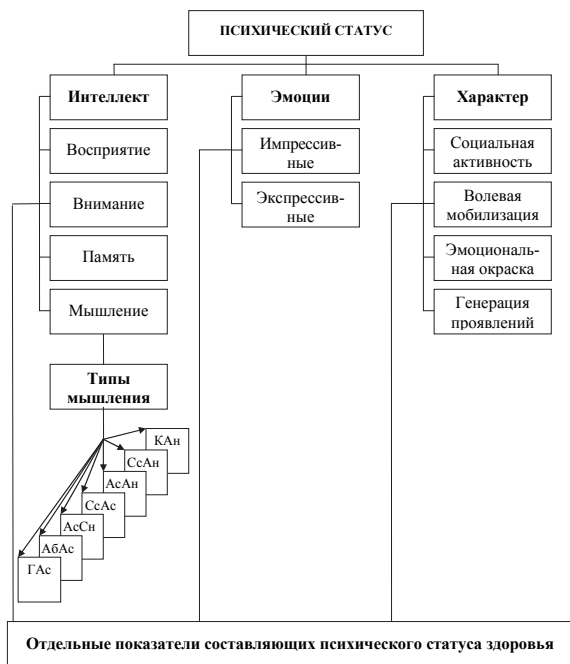 ПСИХИЧЕСКИЙ СТАТУС
Интеллект
Восприятие
Внимание
Память
Мышление
Типы
мышления
КАн
СсАн
АсАн
СсАс
АсСн
АбАс
ГАс
Эмоции
Импрессив-
ные
Экспрессив-
ные
Характер
Социальная
активность
Волевая
мобилизация
Эмоциональ-
ная окраска
Генерация
проявлений
Отдельные показатели составляющих психического статуса здоровья